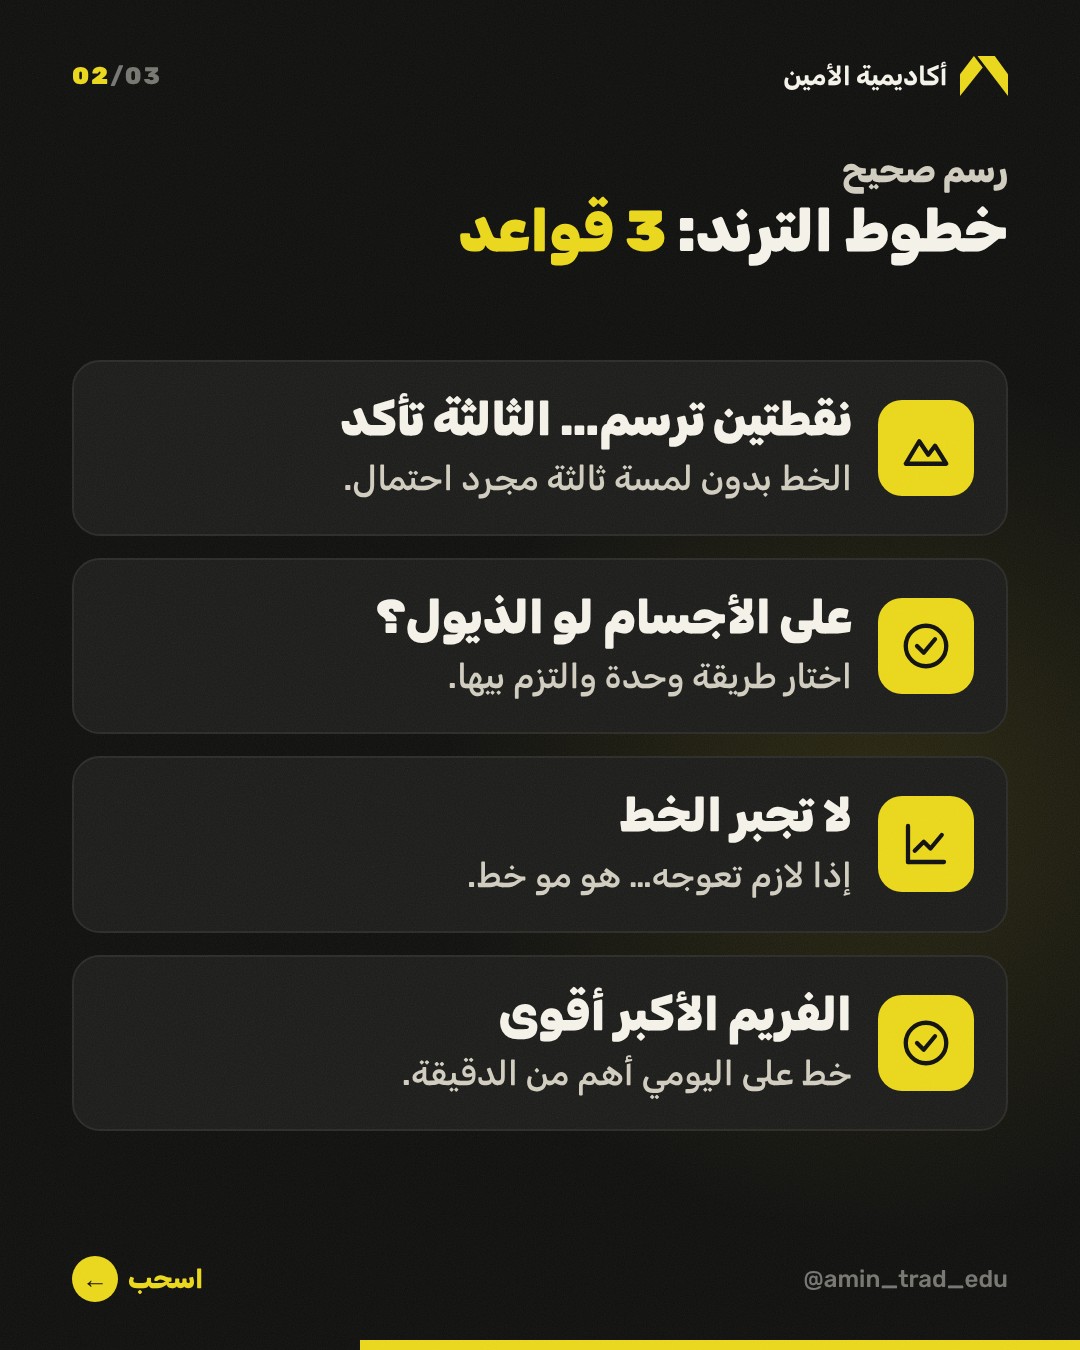 أكاديمية الأمين
02/03
رسم صحيح
خطوط الترند: 3 قواعد
نقطتين ترسم... الثالثة تأكد
الخط بدون لمسة ثالثة مجرد احتمال.
على الأجسام لو الذيول؟
اختار طريقة وحدة والتزم بيها.
لا تجبر الخط
إذا لازم تعوجه... هو مو خط.
الفريم الأكبر أقوى
خط على اليومي أهم من الدقيقة.
@amin_trad_edu
اسحب ←